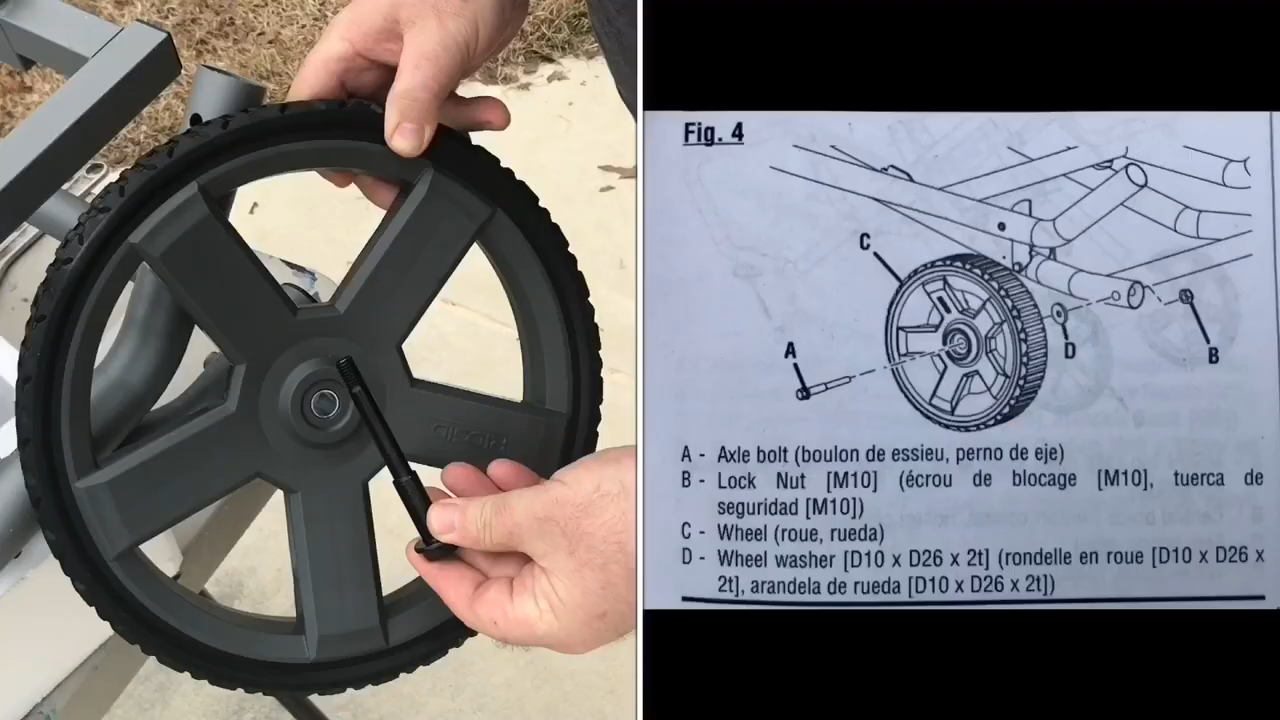 RIDGID
Fig. 4
C
A
D
B
A - Axle bolt (boulon de essieu, perno de eje)
B - Lock Nut [M10] (écrou de blocage [M10], tuerca de
seguridad [M10])
C - Wheel (roue, rueda)
D - Wheel washer [D10 x D26 x 2t] (rondelle en roue [D10 x D26 x
2t], arandela de rueda [D10 x D26 x 2t])